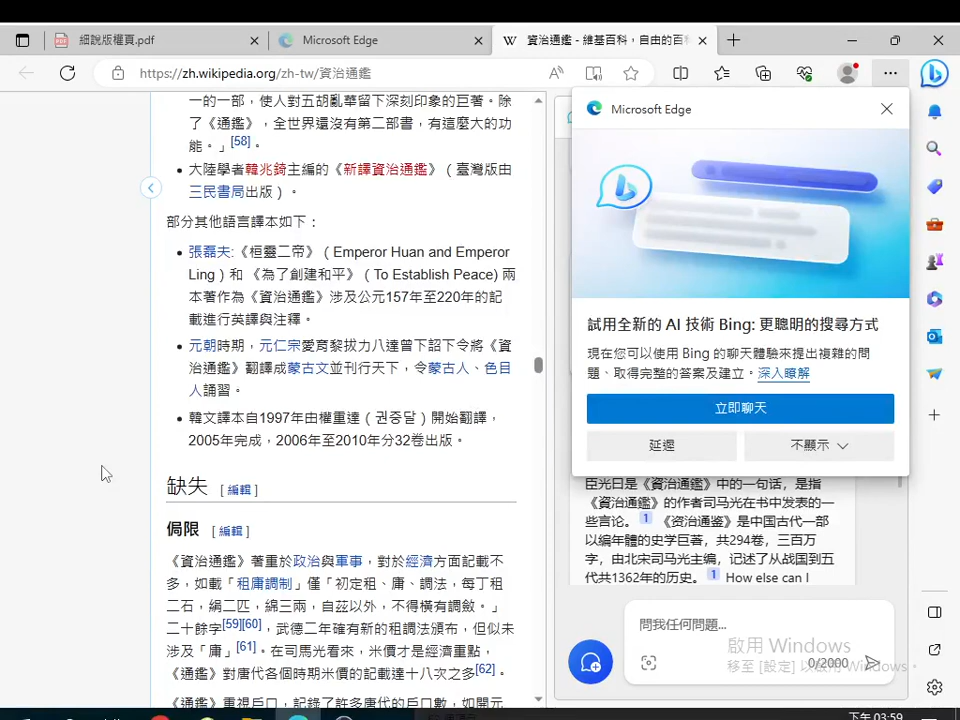 細說版權頁.pdf
Microsoft Edge
W 資治通鑑 - 維基百科，自由的百科
https://zh.wikipedia.org/zh-tw/資治通鑑
一的一部，使人對五胡亂華留下深刻印象的巨著。除
了《通鑑》，全世界還沒有第二部書，有這麼大的功
能。」[58]。
大陸學者韓兆錡主編的《新譯資治通鑑》（臺灣版由
三民書局出版）。
部分其他語言譯本如下：
張磊夫:《桓靈二帝》（Emperor Huan and Emperor
Ling）和 《為了創建和平》（To Establish Peace) 兩
本著作為《資治通鑑》涉及公元157年至220年的記
載進行英譯與注釋。
元朝時期，元仁宗愛育黎拔力八達曾下詔下令將《資
治通鑑》翻譯成蒙古文並刊行天下，令蒙古人、色目
人誦習。
韓文譯本自1997年由權重達（권중달）開始翻譯，
2005年完成，2006年至2010年分32卷出版。
缺失 [編輯]
侷限 [編輯]
《資治通鑑》著重於政治與軍事，對於經濟方面記載不
多，如載「租庸調制」僅「初定租、庸、調法，每丁租
二石，絹二匹，綿三兩，自茲以外，不得橫有調斂。」
二十餘字[59][60]，武德二年確有新的租調法頒布，但似未
涉及「庸」[61]。在司馬光看來，米價才是經濟重點，
《通鑑》對唐代各個時期米價的記載達十八次之多[62]。
《通鑑》重視戶口，記錄了許多唐代的戶口數，如開元
Microsoft Edge
試用全新的 AI 技術 Bing: 更聰明的搜尋方式
現在您可以使用 Bing 的聊天體驗來提出複雜的問
題、取得完整的答案及建立。深入瞭解
立即聊天
延遲
不顯示
臣光曰是《資治通鑑》中的一句话，是指
《資治通鑑》的作者司马光在书中发表的一
些言论。 1 《资治通鉴》是中国古代一部
以编年體的史学巨著，共294卷，三百万
字，由北宋司马光主编，记述了从战国到五
代共1362年的历史。 1 How else can I
問我任何問題...
0/2000
啟用 Windows
移至 [設定] 以啟用 Windows。
下午 03:59